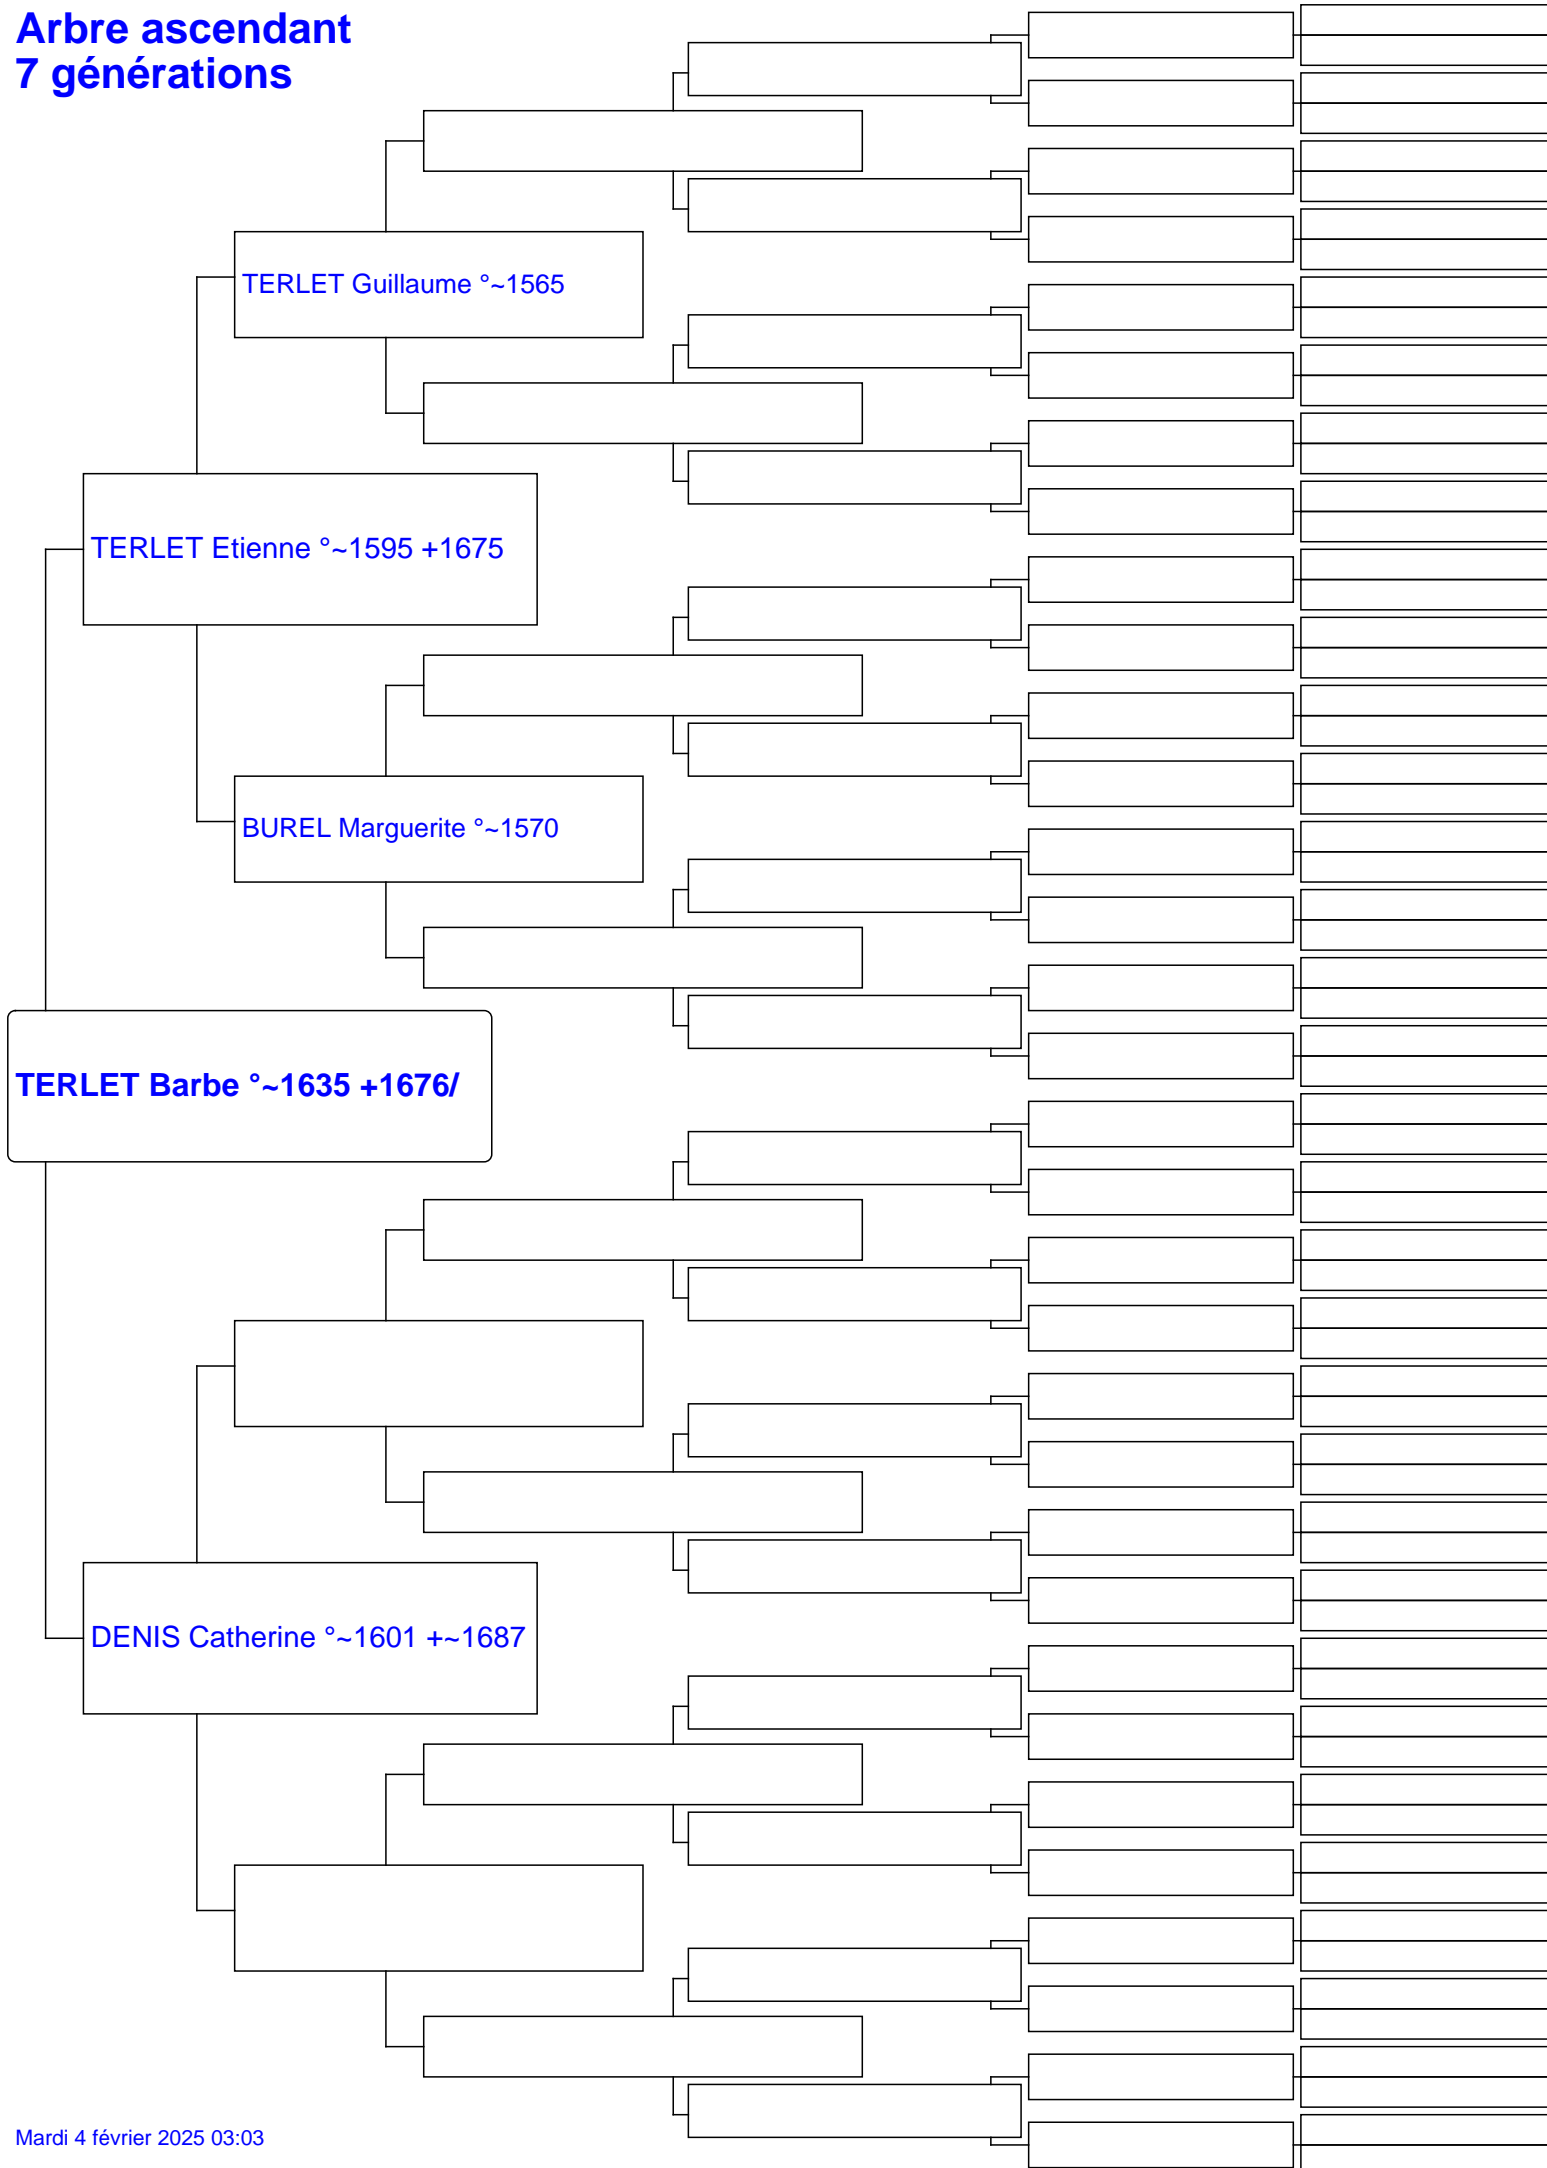 Arbre ascendant
7 générations
TERLET Guillaume °~1565
TERLET Etienne °~1595 +1675
BUREL Marguerite °~1570
TERLET Barbe °~1635 +1676/
DENIS Catherine °~1601 +~1687
Mardi 4 février 2025 03:03